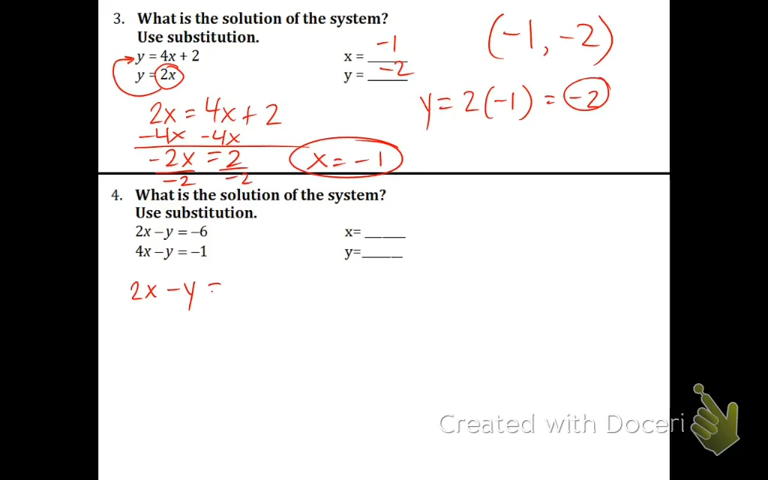 3. What is the solution of the system?
Use substitution.
y = 4x + 2
y = 2x
x = -1
y = -2
(-1, -2)
y = 2(-1) = -2
2x = 4x + 2
-4x -4x
-2x = 2
-2 -2
x = -1
4. What is the solution of the system?
Use substitution.
2x – y = –6
4x – y = –1
x= ____
y=____
2x - y =
Created with Doceri